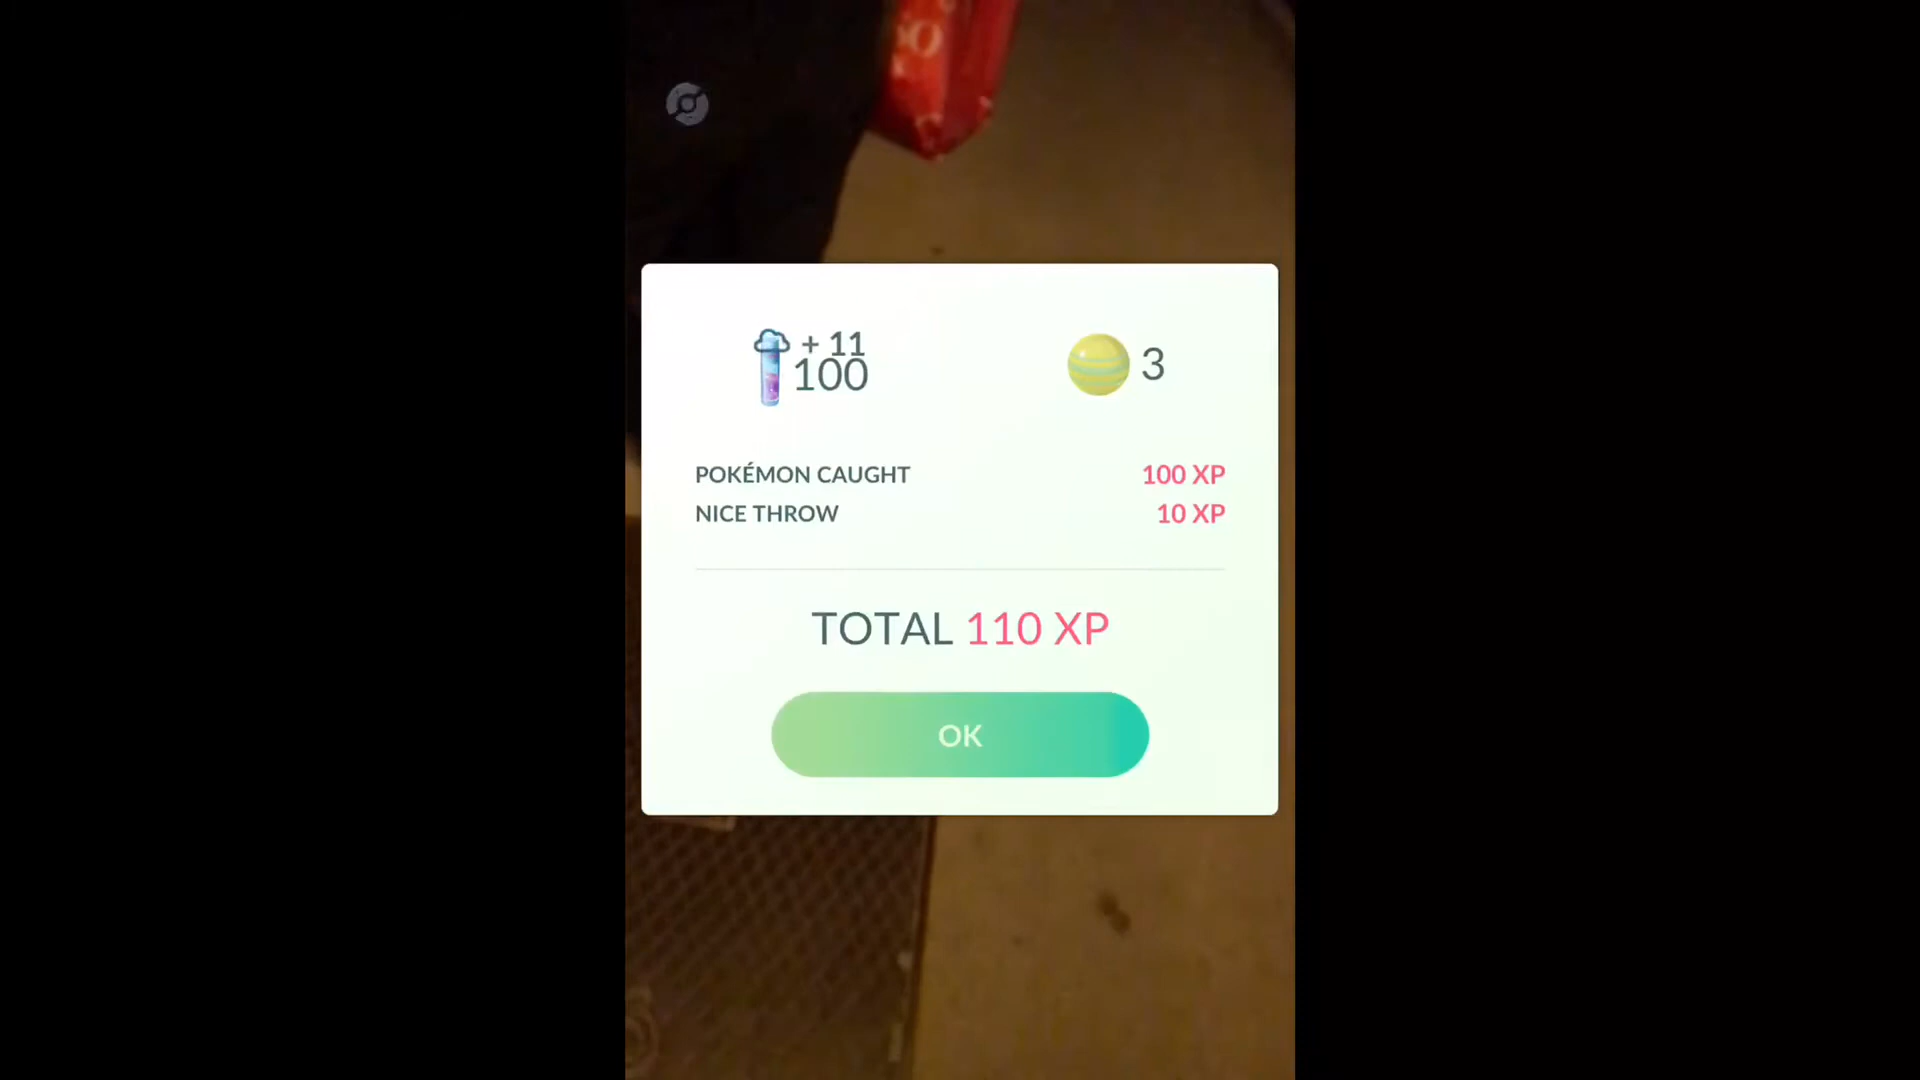 + 11
100
3
POKÉMON CAUGHT 100 XP
NICE THROW 10 XP
TOTAL 110 XP
OK